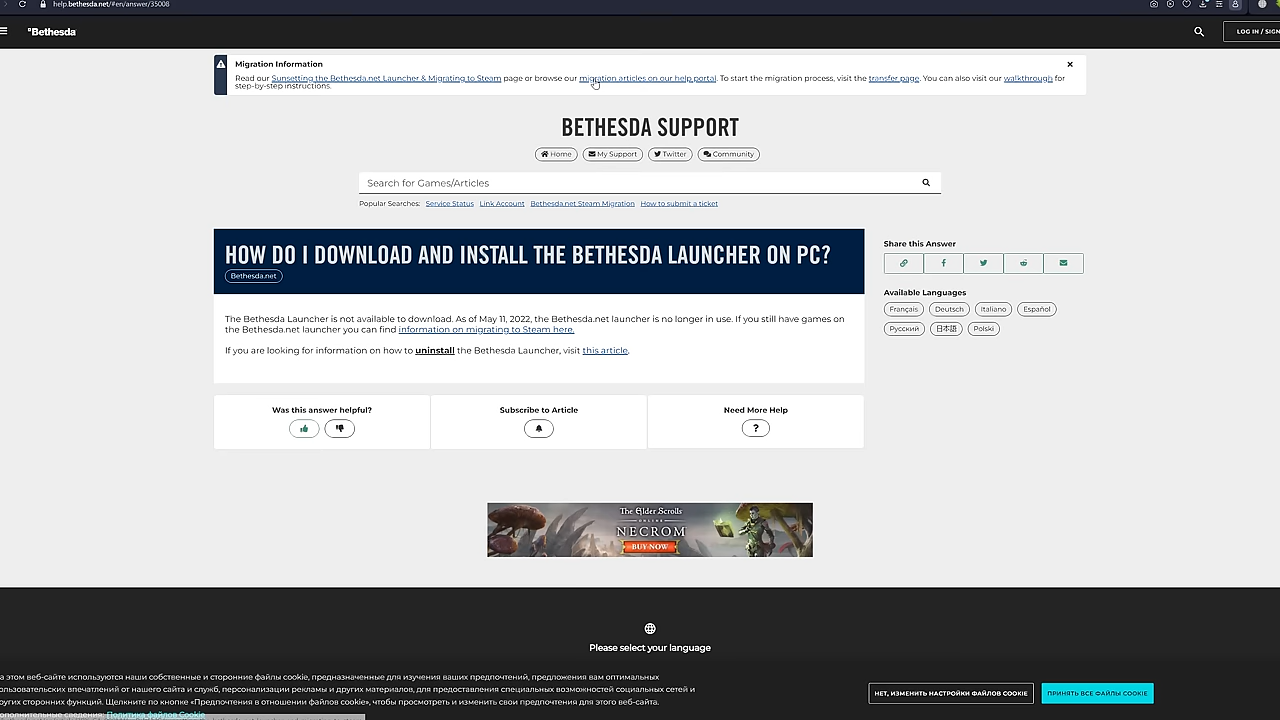 help.bethesda.net/#en/answer/35008
Bethesda
LOG IN / SIGN
Migration Information
Read our Sunsetting the Bethesda.net Launcher & Migrating to Steam page or browse our migration articles on our help portal. To start the migration process, visit the transfer page. You can also visit our walkthrough for
step-by-step instructions.
BETHESDA SUPPORT
Home My Support Twitter Community
Search for Games/Articles
Popular Searches: Service Status Link Account Bethesda.net Steam Migration How to submit a ticket
HOW DO I DOWNLOAD AND INSTALL THE BETHESDA LAUNCHER ON PC?
Bethesda.net
The Bethesda Launcher is not available to download. As of May 11, 2022, the Bethesda.net launcher is no longer in use. If you still have games on
the Bethesda.net launcher you can find information on migrating to Steam here.
If you are looking for information on how to uninstall the Bethesda Launcher, visit this article.
Share this Answer
Available Languages
Français Deutsch Italiano Español
Русский 日本語 Polski
Was this answer helpful?
Subscribe to Article
Need More Help
?
The Elder Scrolls
ONLINE
NECROM
BUY NOW
Please select your language
а этом веб-сайте используются наши собственные и сторонние файлы cookie, предназначенные для изучения ваших предпочтений, предложения вам оптимальных
ользовательских впечатлений от нашего сайта и служб, персонализации рекламы и других материалов, для предоставления специальных возможностей социальных сетей и
ругих сторонних функций. Щелкните по кнопке «Предпочтения в отношении файлов cookie», чтобы просмотреть и изменить свои предпочтения для этого веб-сайта.
ополнительные сведения: Политика файлов Cookie
НЕТ, ИЗМЕНИТЬ НАСТРОЙКИ ФАЙЛОВ COOKIE
ПРИНЯТЬ ВСЕ ФАЙЛЫ COOKIE